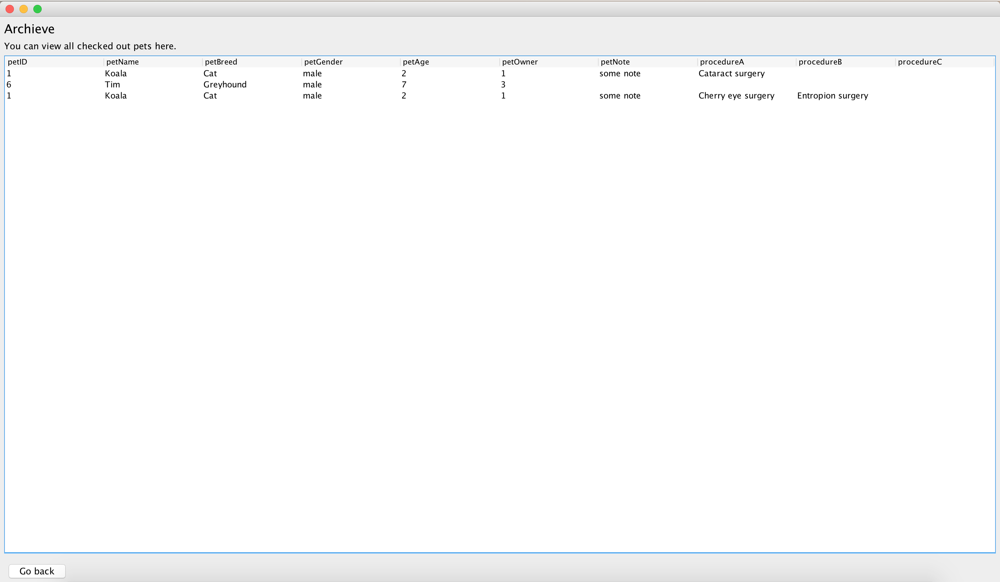 Archieve
You can view all checked out pets here.
petID petName petBreed petGender petAge petOwner petNote procedureA procedureB procedureC
1 Koala Cat male 2 1 some note Cataract surgery
6 Tim Greyhound male 7 3
1 Koala Cat male 2 1 some note Cherry eye surgery Entropion surgery
Go back